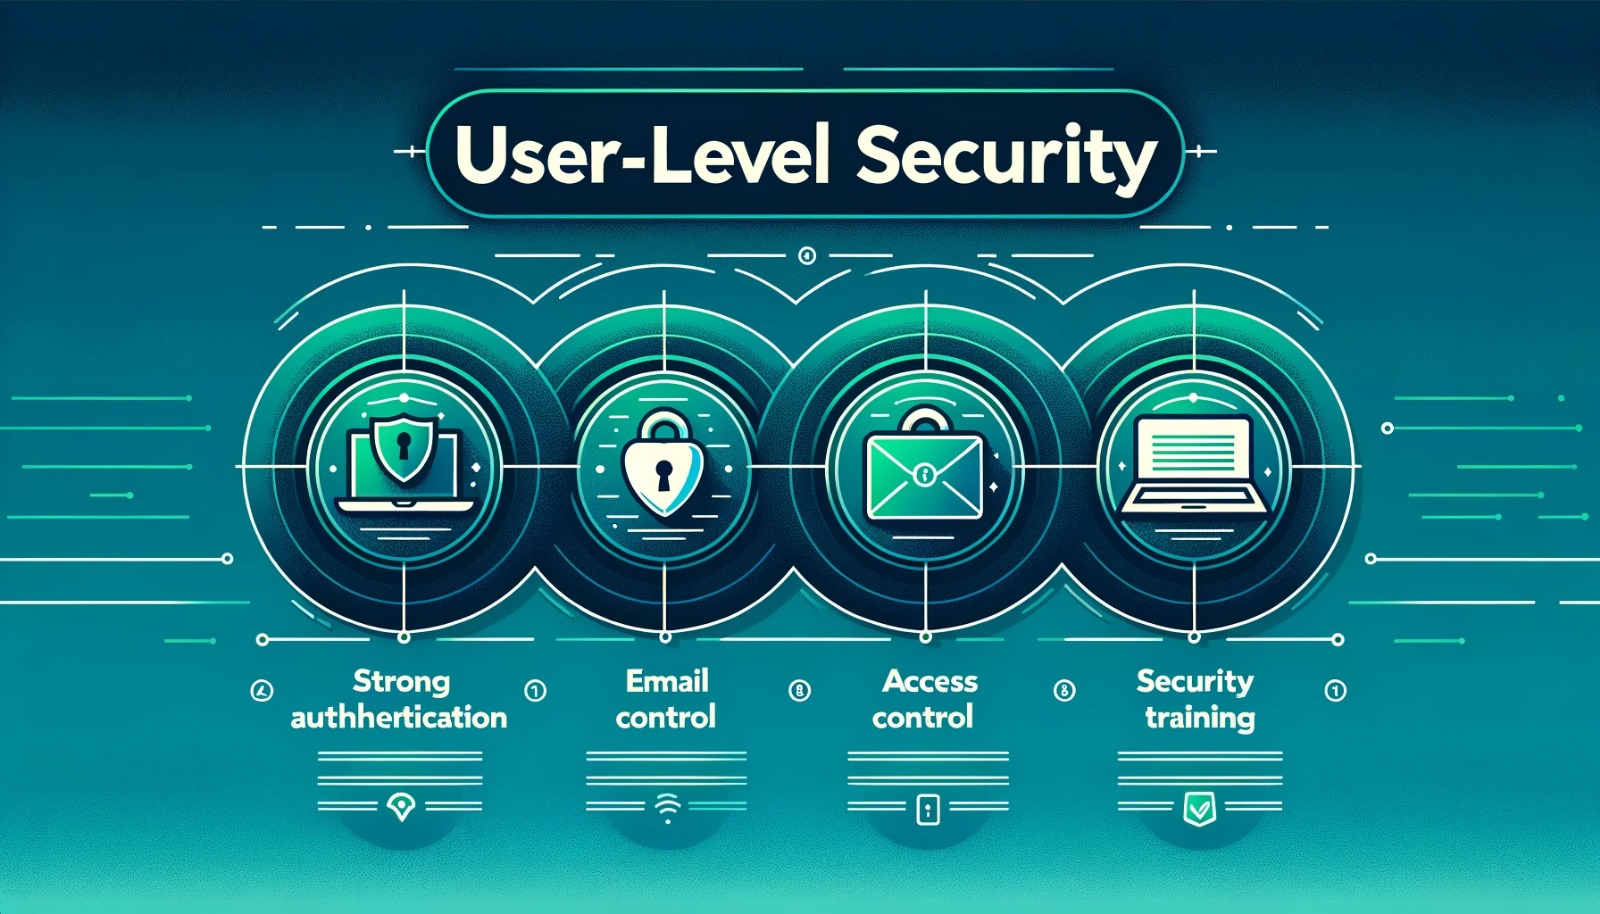 User-Level Security
Strong
authhertication
Email
control
Access
control
Security
training